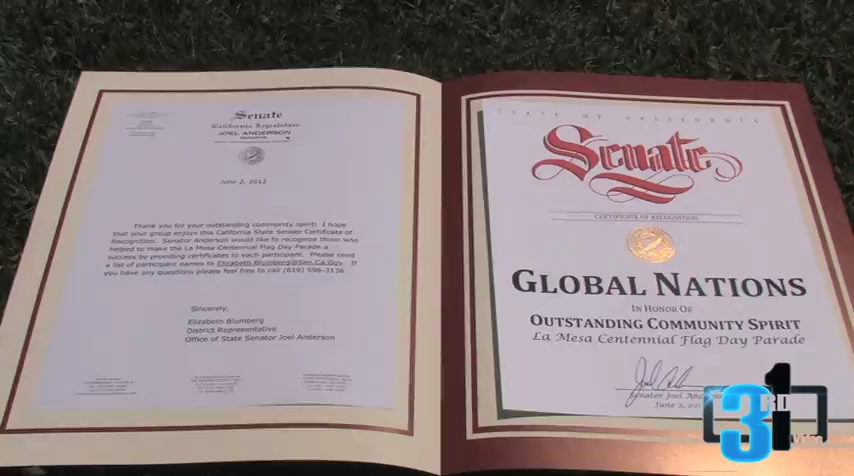 Senate
California Legislature
JOEL ANDERSON
SENATOR
June 2, 2012
Thank you for your outstanding community spirit! I hope
that your group enjoys this California State Senate Certificate of
Recognition. Senator Anderson would like to recognize those who
helped to make the La Mesa Centennial Flag Day Parade a
success by providing certificates to each participant. Please send
a list of participant names to Elizabeth.Blumberg@Sen.Ca.Gov. If
you have any questions please feel free to call (619) 596-3136.
Sincerely,
Elizabeth Blumberg
District Representative
Office of State Senator Joel Anderson
STATE OF CALIFORNIA
Senate
CERTIFICATE OF RECOGNITION
GLOBAL NATIONS
IN HONOR OF
OUTSTANDING COMMUNITY SPIRIT
La Mesa Centennial Flag Day Parade
Senator Joel
June 2,
3RD 1 Video